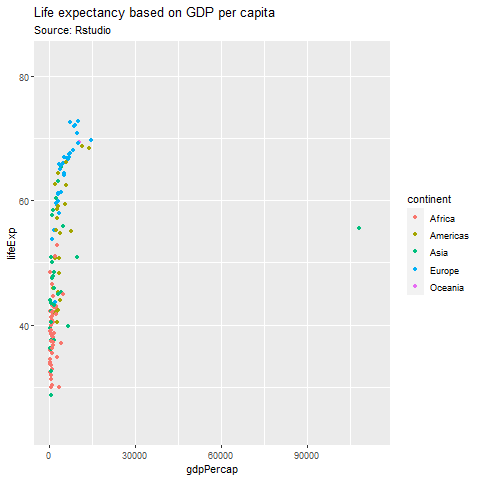 Life expectancy based on GDP per capita
Source: Rstudio
80
60
40
lifeExp
0 30000 60000 90000
gdpPercap
continent
Africa
Americas
Asia
Europe
Oceania